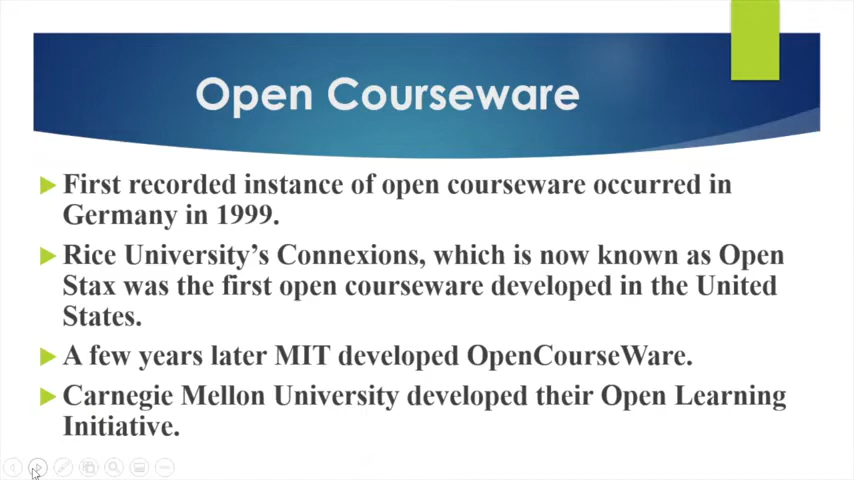 Open Courseware
First recorded instance of open courseware occurred in
Germany in 1999.
Rice University’s Connexions, which is now known as Open
Stax was the first open courseware developed in the United
States.
A few years later MIT developed OpenCourseWare.
Carnegie Mellon University developed their Open Learning
Initiative.